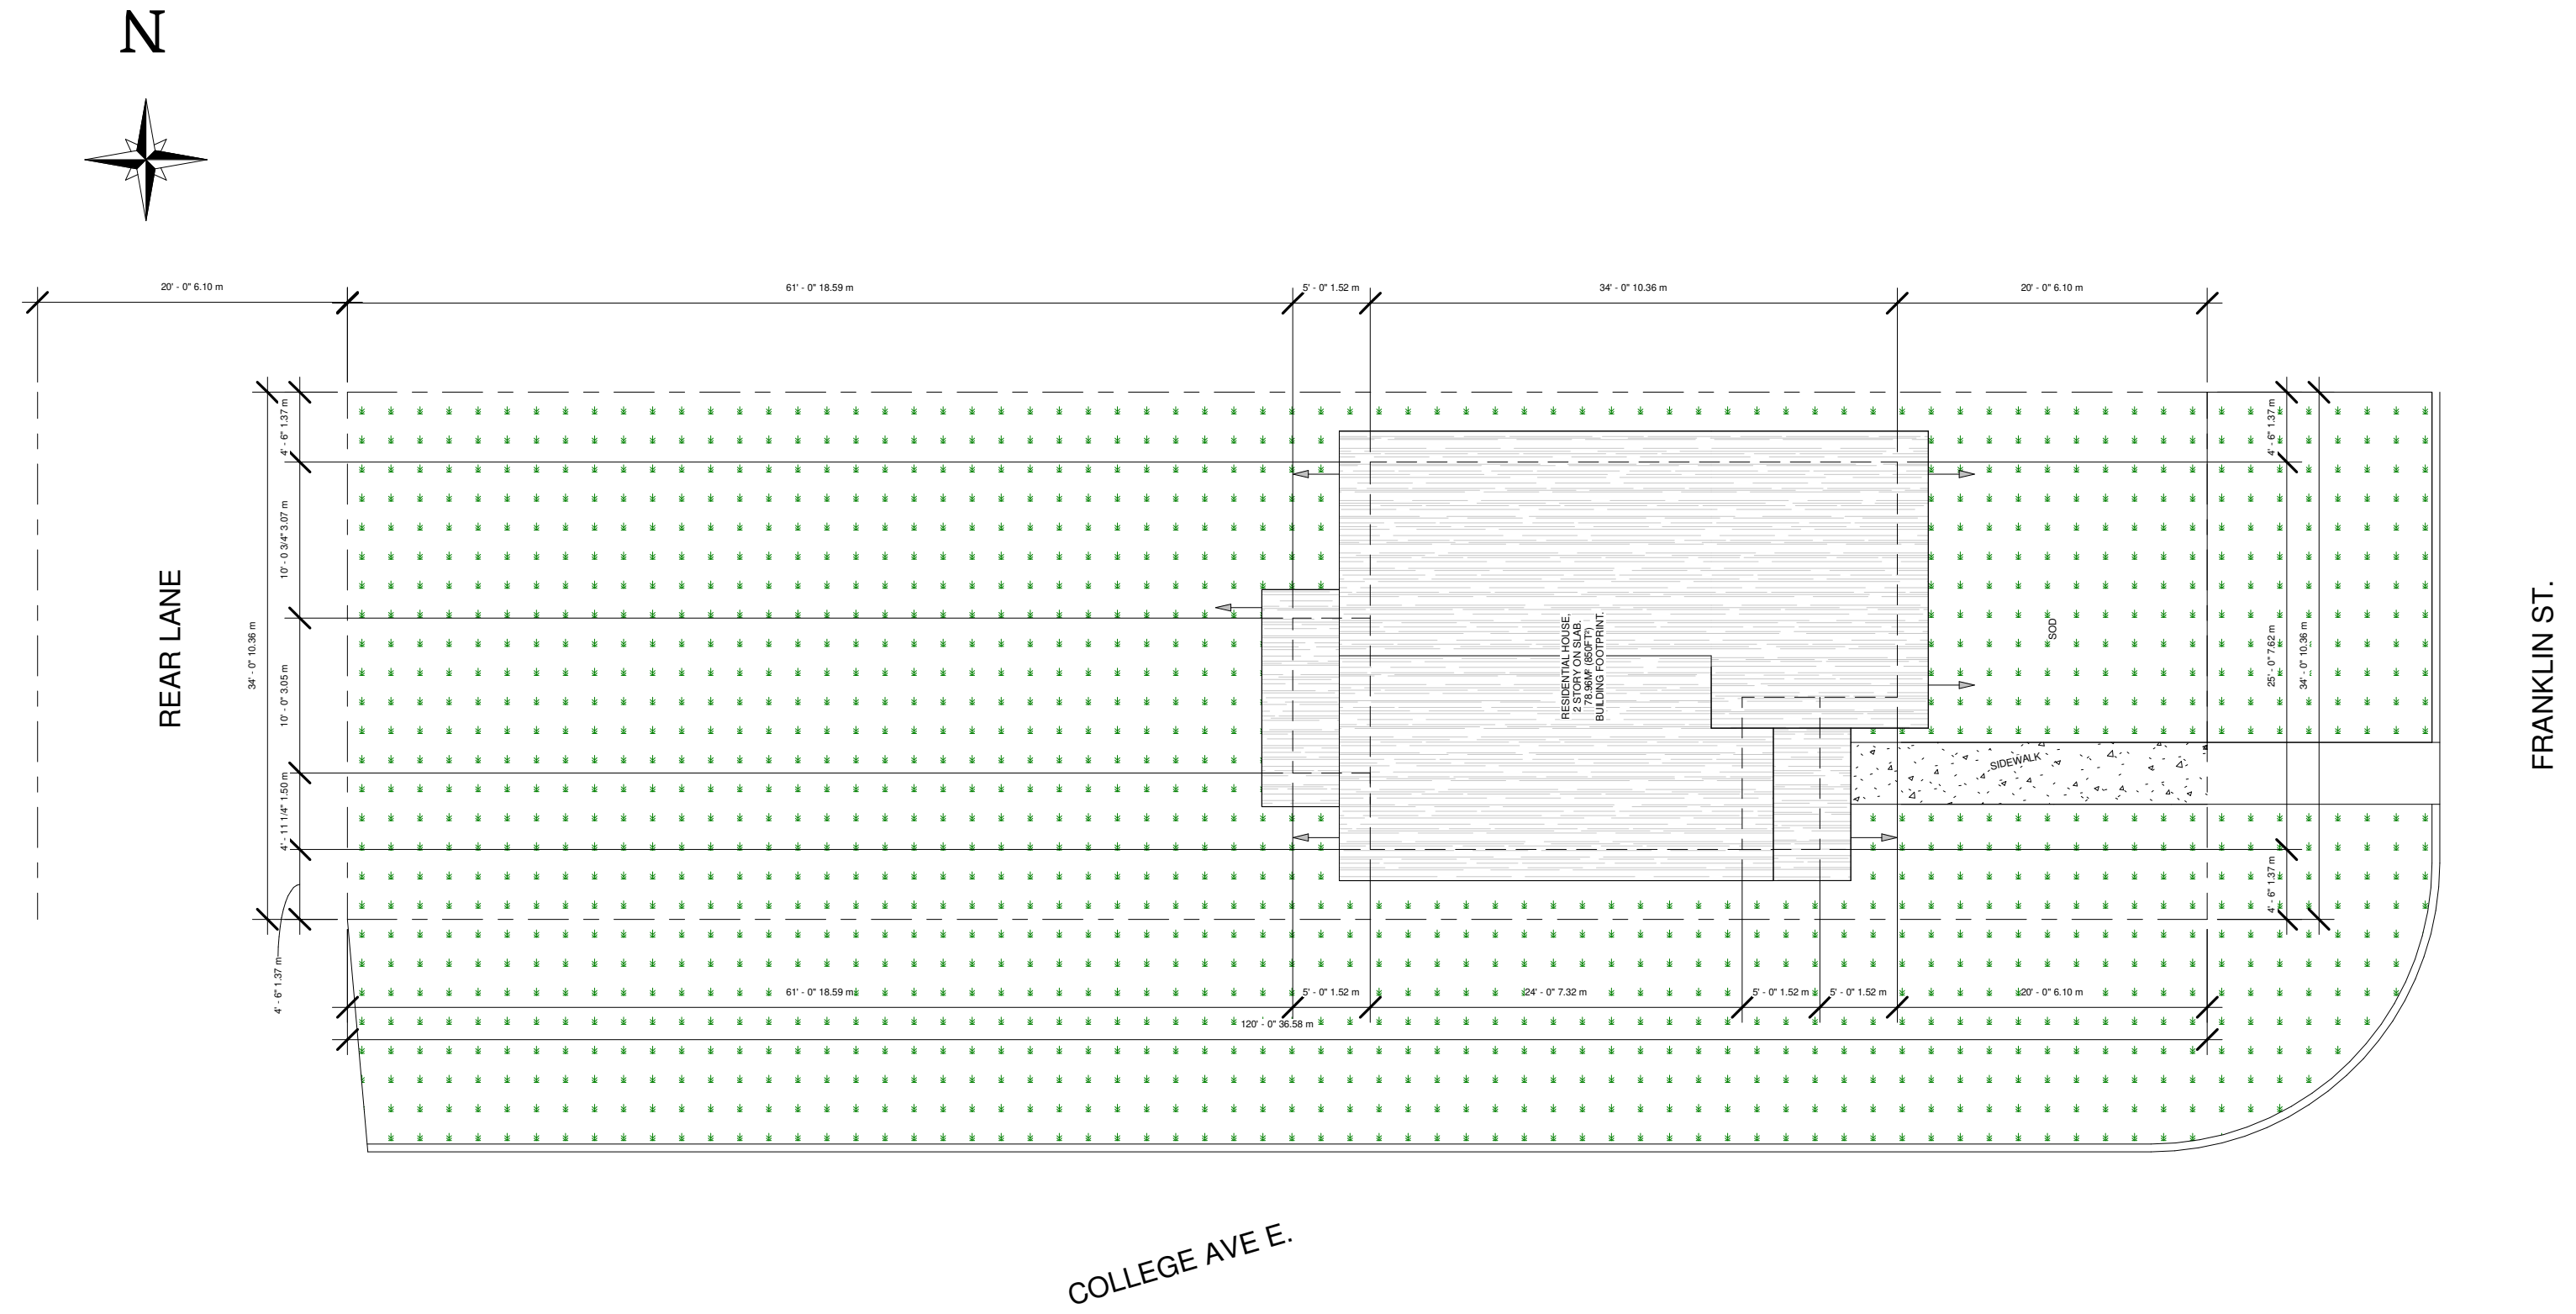 N
20' - 0" 6.10 m
61' - 0" 18.59 m
5' - 0" 1.52 m
34' - 0" 10.36 m
20' - 0" 6.10 m
4' - 6" 1.37 m
10' - 0 3/4" 3.07 m
10' - 0" 3.05 m
4' - 11 1/4" 1.50 m
4' - 6" 1.37 m
34' - 0" 10.36 m
REAR LANE
RESIDENTIAL HOUSE,
2 STORY ON SLAB.
78.96M² (850FT²)
BUILDING FOOTPRINT.
SOD
SIDEWALK
4' - 6" 1.37 m
25' - 0" 7.62 m
4' - 6" 1.37 m
34' - 0" 10.36 m
FRANKLIN ST.
61' - 0" 18.59 m
5' - 0" 1.52 m
24' - 0" 7.32 m
5' - 0" 1.52 m
5' - 0" 1.52 m
20' - 0" 6.10 m
120' - 0" 36.58 m
COLLEGE AVE E.